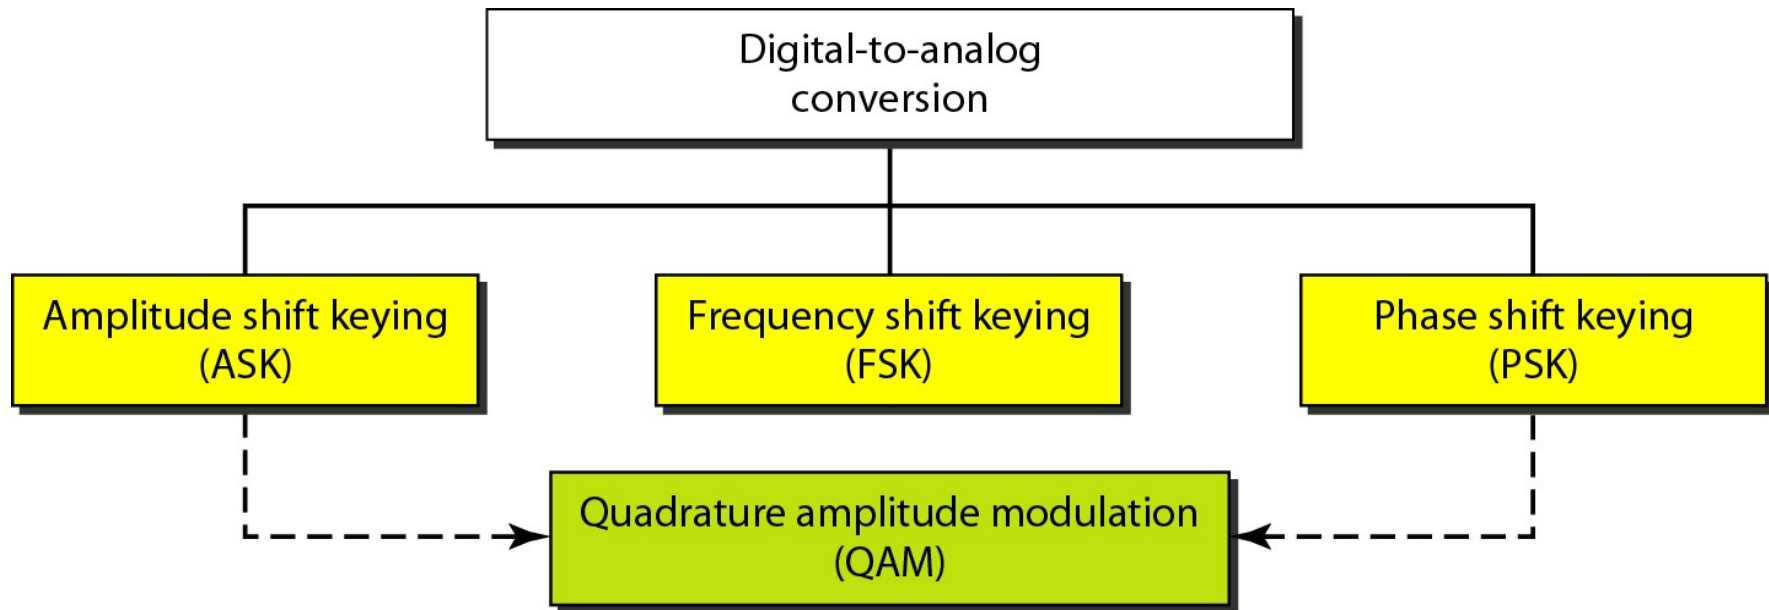 Digital-to-analog
conversion
Amplitude shift keying
(ASK)
Frequency shift keying
(FSK)
Phase shift keying
(PSK)
Quadrature amplitude modulation
(QAM)